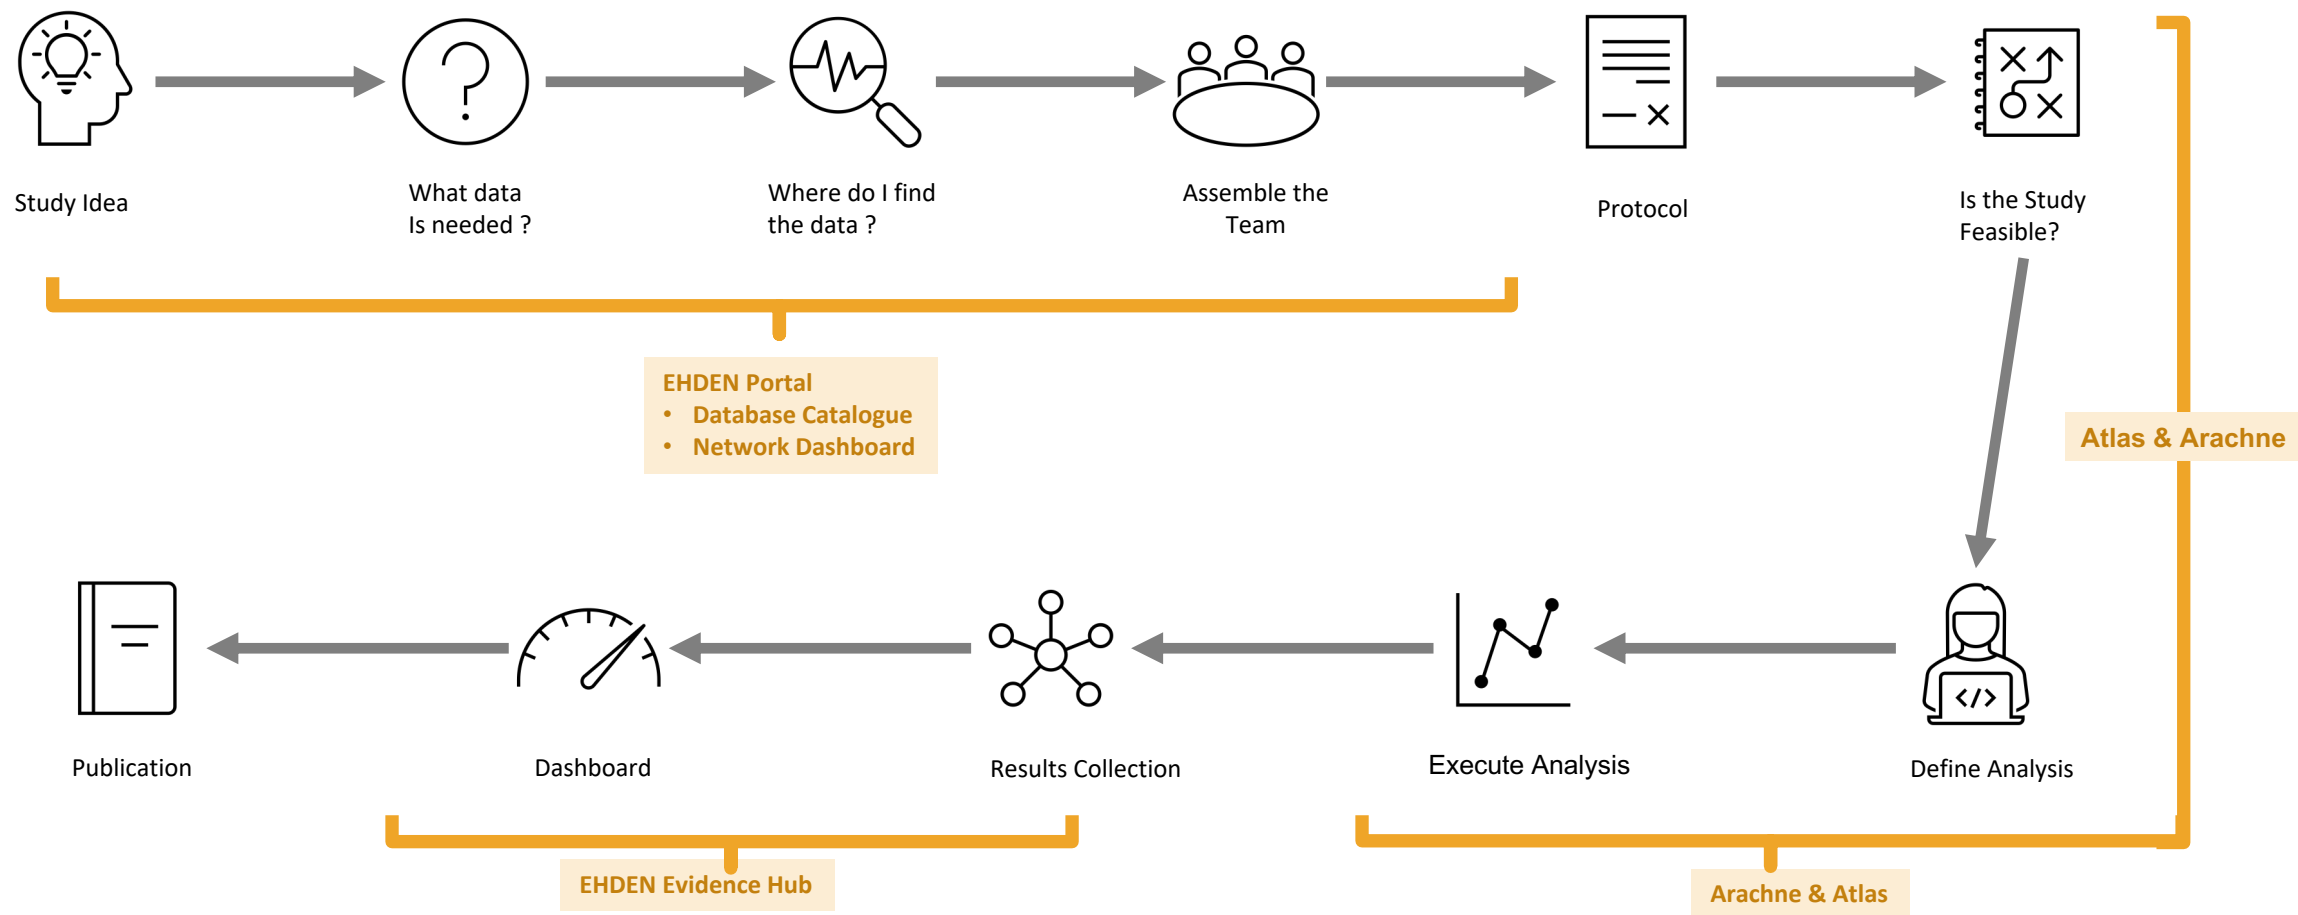 Study Idea
What data
Is needed ?
Where do I find
the data ?
Assemble the
Team
Protocol
Is the Study
Feasible?
EHDEN Portal
• Database Catalogue
• Network Dashboard
Atlas & Arachne
</>
Publication
Dashboard
Results Collection
Execute Analysis
Define Analysis
EHDEN Evidence Hub
Arachne & Atlas